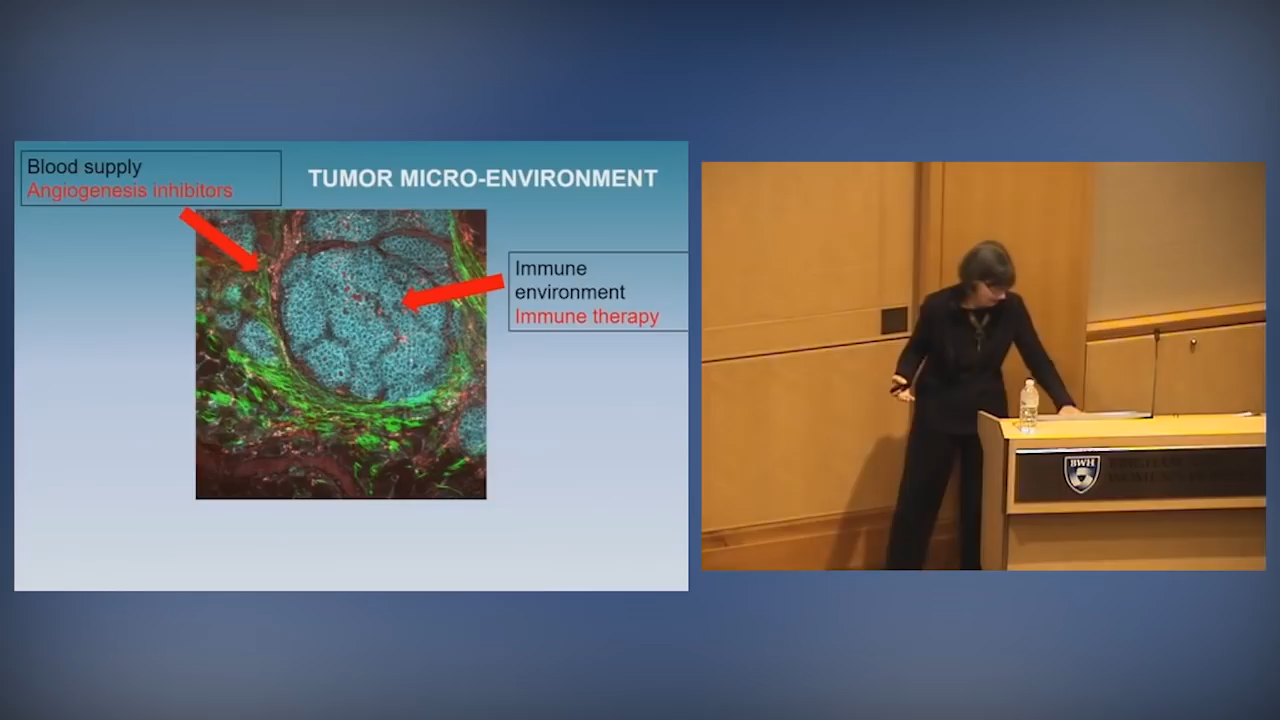 Blood supply
Angiogenesis inhibitors
TUMOR MICRO-ENVIRONMENT
Immune
environment
Immune therapy
BWH